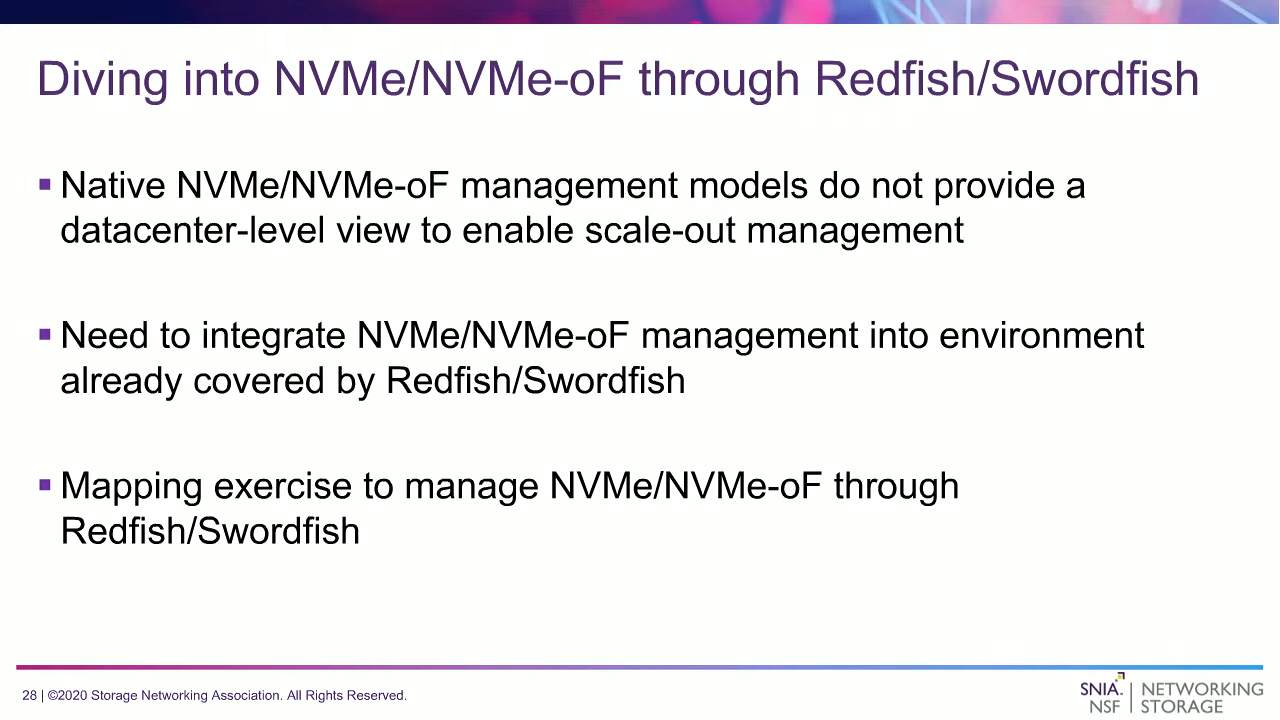 Diving into NVMe/NVMe-oF through Redfish/Swordfish
▪ Native NVMe/NVMe-oF management models do not provide a
datacenter-level view to enable scale-out management
▪ Need to integrate NVMe/NVMe-oF management into environment
already covered by Redfish/Swordfish
▪ Mapping exercise to manage NVMe/NVMe-oF through
Redfish/Swordfish
28 | ©2020 Storage Networking Association. All Rights Reserved.
SNIA. | NETWORKING
NSF | STORAGE